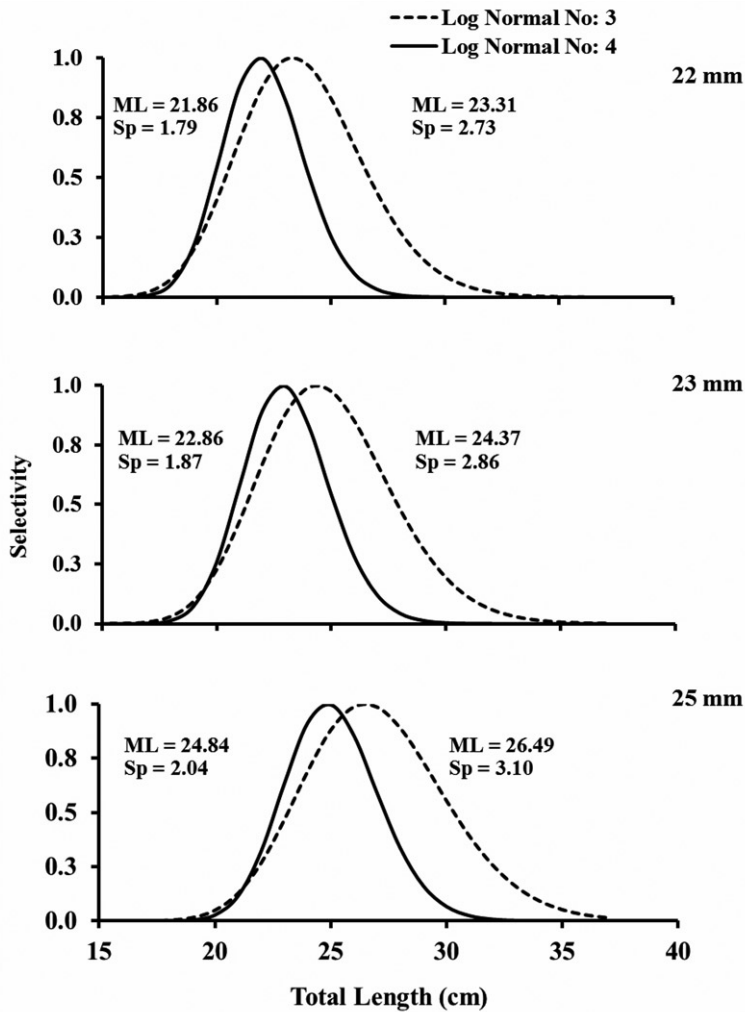 Log Normal No: 3
Log Normal No: 4
22 mm
1.0
0.8
0.5
0.3
0.0
ML = 21.86
Sp = 1.79
ML = 23.31
Sp = 2.73
23 mm
1.0
0.8
0.5
0.3
0.0
ML = 22.86
Sp = 1.87
ML = 24.37
Sp = 2.86
Selectivity
25 mm
1.0
0.8
0.5
0.3
0.0
ML = 24.84
Sp = 2.04
ML = 26.49
Sp = 3.10
15 20 25 30 35 40
Total Length (cm)